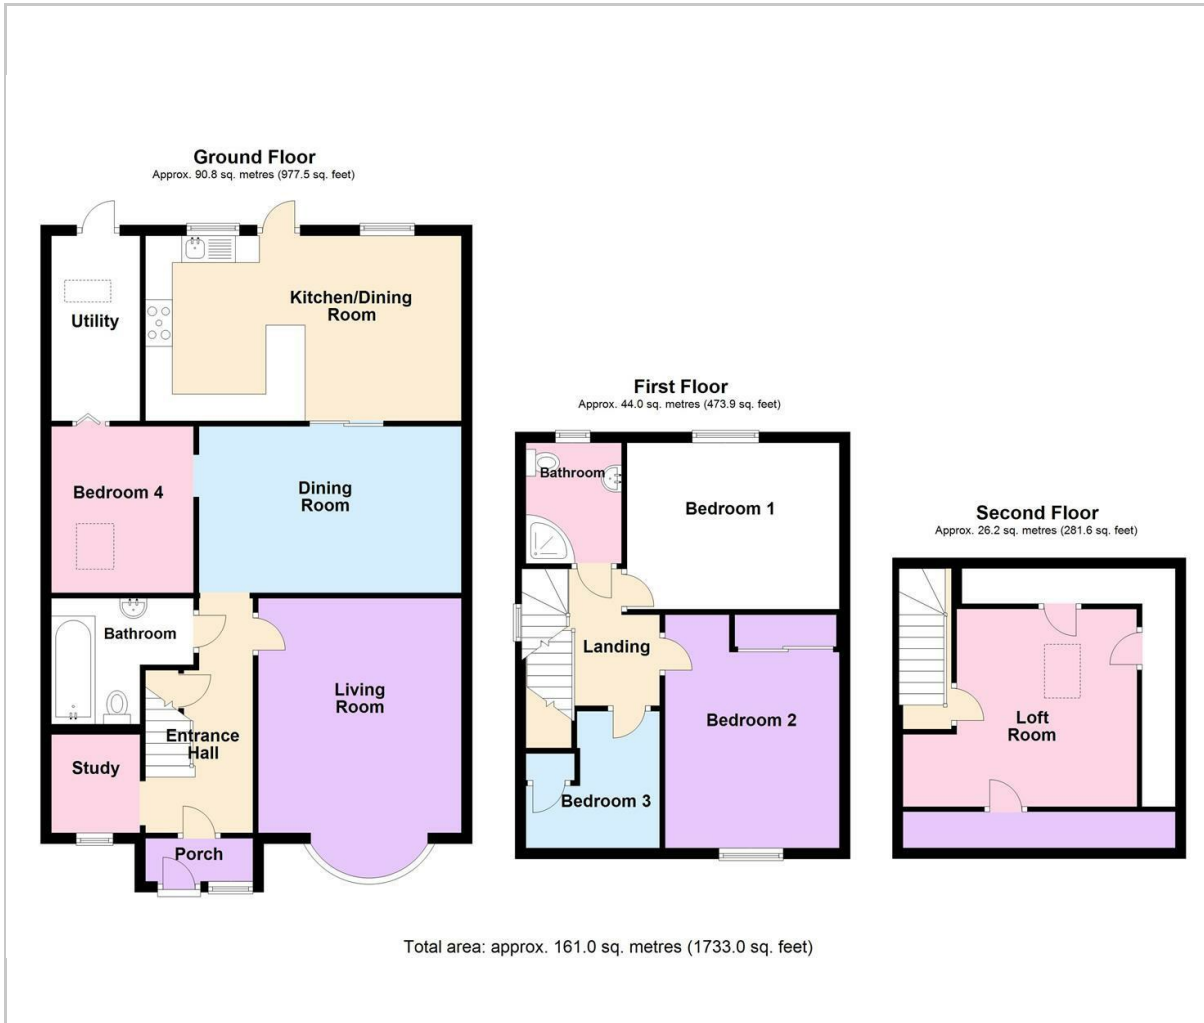 Ground Floor
Approx. 90.8 sq. metres (977.5 sq. feet)
Utility
Kitchen/Dining
Room
Bedroom 4
Dining
Room
Bathroom
Living
Room
Entrance
Hall
Study
Porch
First Floor
Approx. 44.0 sq. metres (473.9 sq. feet)
Bathroom
Bedroom 1
Landing
Bedroom 2
Bedroom 3
Second Floor
Approx. 26.2 sq. metres (281.6 sq. feet)
Loft
Room
Total area: approx. 161.0 sq. metres (1733.0 sq. feet)